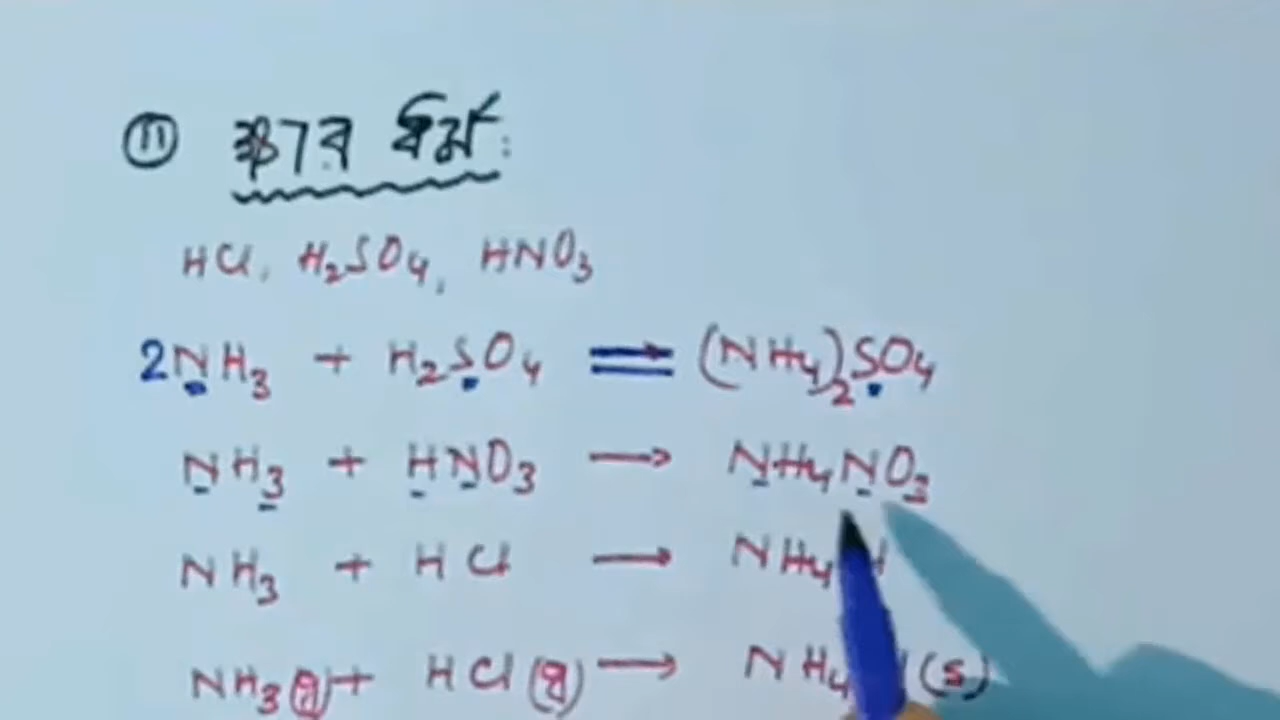 ⑪ ক্ষার ধর্ম:
HCl, H₂SO₄, HNO₃
2NH₃ + H₂SO₄ = (NH₄)₂SO₄
NH₃ + HNO₃ → NH₄NO₃
NH₃ + HCl → NH₄
NH₃(g) + HCl(g) → NH₄ (s)